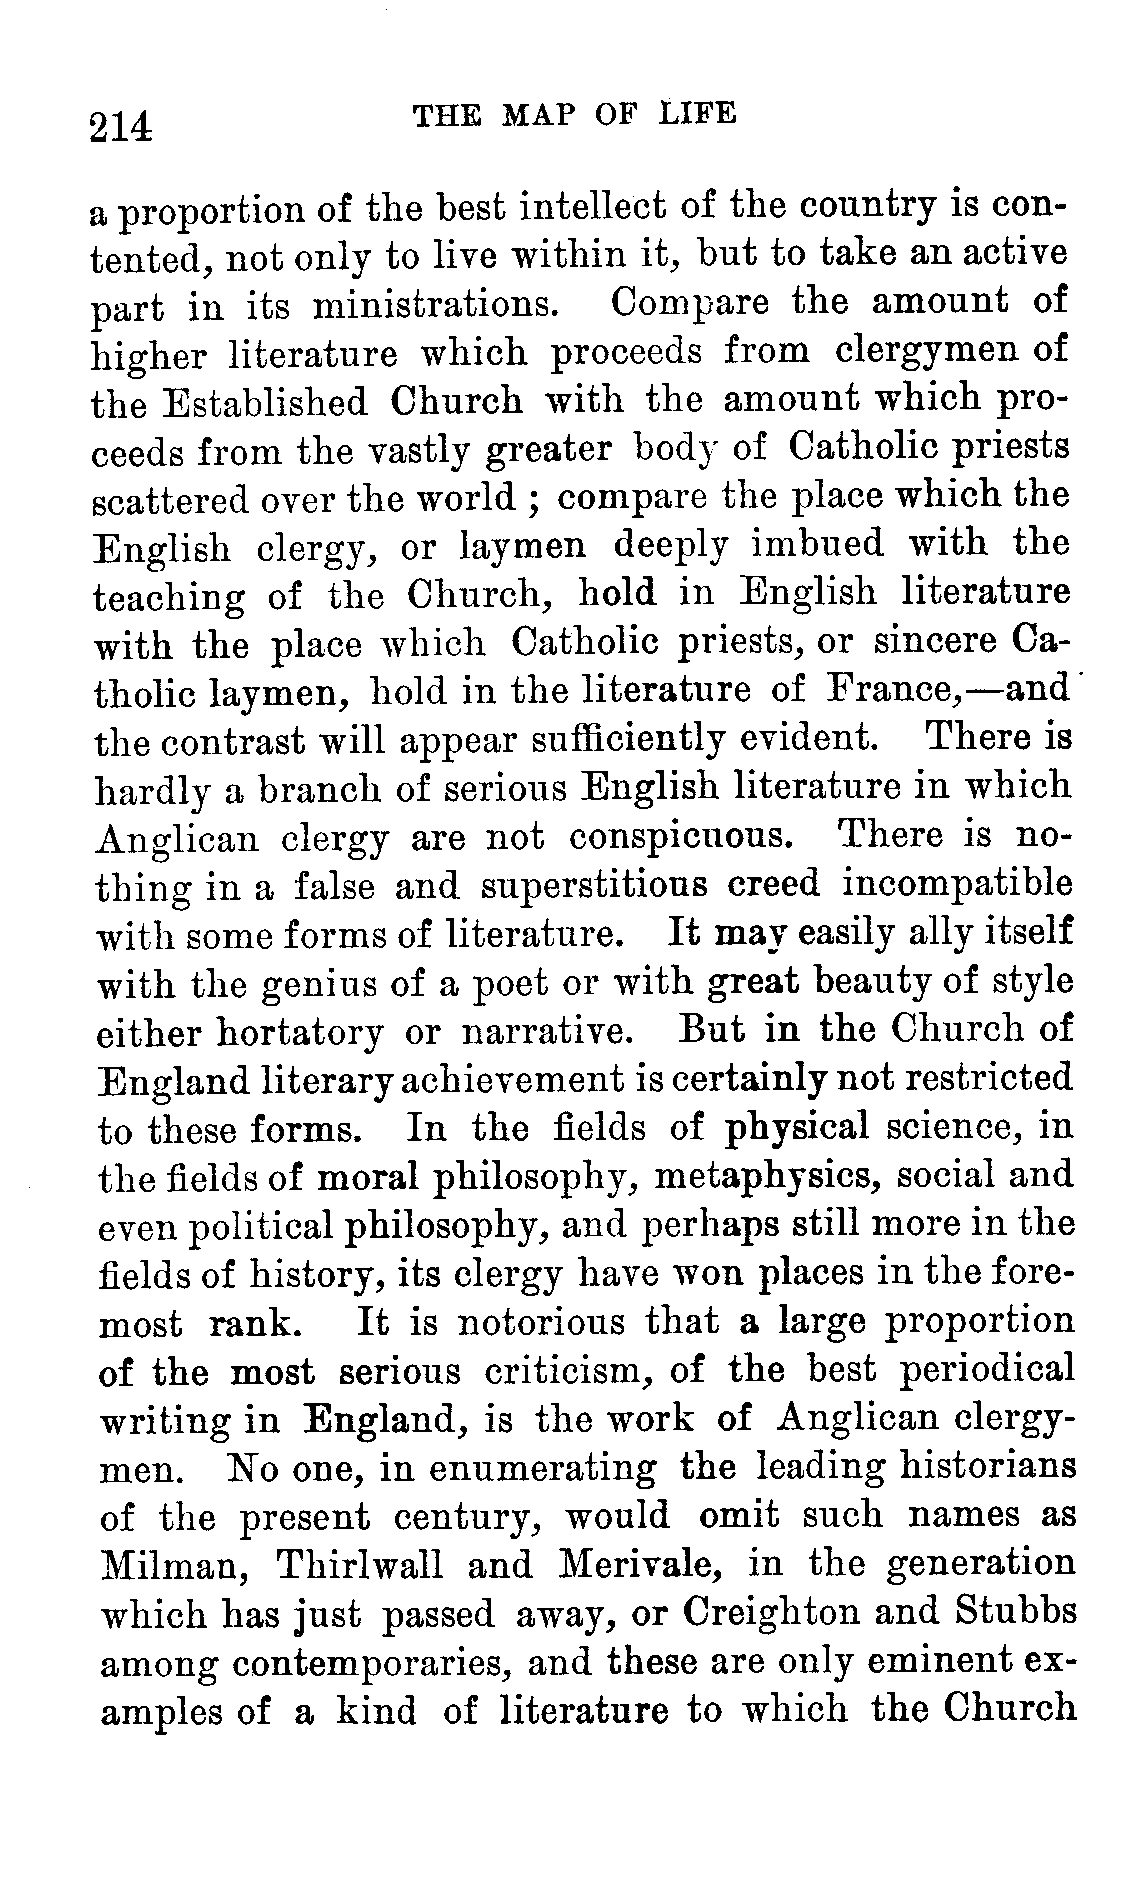 214 THE MAP OF LIFE
a proportion of the best intellect of the country is con-
tented, not only to live within it, but to take an active
part in its ministrations. Compare the amount of
higher literature which proceeds from clergymen of
the Established Church with the amount which pro-
ceeds from the vastly greater body of Catholic priests
scattered over the world ; compare the place which the
English clergy, or laymen deeply imbued with the
teaching of the Church, hold in English literature
with the place which Catholic priests, or sincere Ca-
tholic laymen, hold in the literature of France,—and
the contrast will appear sufficiently evident. There is
hardly a branch of serious English literature in which
Anglican clergy are not conspicuous. There is no-
thing in a false and superstitious creed incompatible
with some forms of literature. It may easily ally itself
with the genius of a poet or with great beauty of style
either hortatory or narrative. But in the Church of
England literary achievement is certainly not restricted
to these forms. In the fields of physical science, in
the fields of moral philosophy, metaphysics, social and
even political philosophy, and perhaps still more in the
fields of history, its clergy have won places in the fore-
most rank. It is notorious that a large proportion
of the most serious criticism, of the best periodical
writing in England, is the work of Anglican clergy-
men. No one, in enumerating the leading historians
of the present century, would omit such names as
Milman, Thirlwall and Merivale, in the generation
which has just passed away, or Creighton and Stubbs
among contemporaries, and these are only eminent ex-
amples of a kind of literature to which the Church